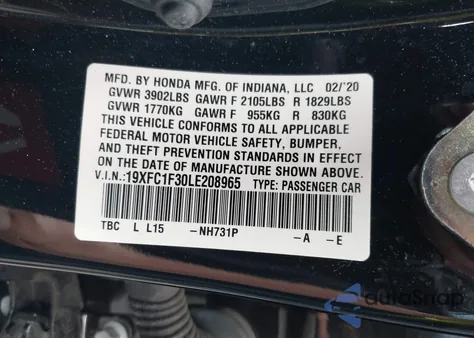 MFD. BY HONDA MFG. OF INDIANA, LLC 02/'20
GVWR 3902LBS GAWR F 2105LBS R 1829LBS
GVWR 1770KG GAWR F 955KG R 830KG
THIS VEHICLE CONFORMS TO ALL APPLICABLE
FEDERAL MOTOR VEHICLE SAFETY, BUMPER,
AND THEFT PREVENTION STANDARDS IN EFFECT
ON THE DATE OF MANUFACTURE SHOWN ABOVE.
V.I.N.:19XFC1F30LE208965 TYPE: PASSENGER CAR
TBC L L15 -NH731P -A -E
autoSnap